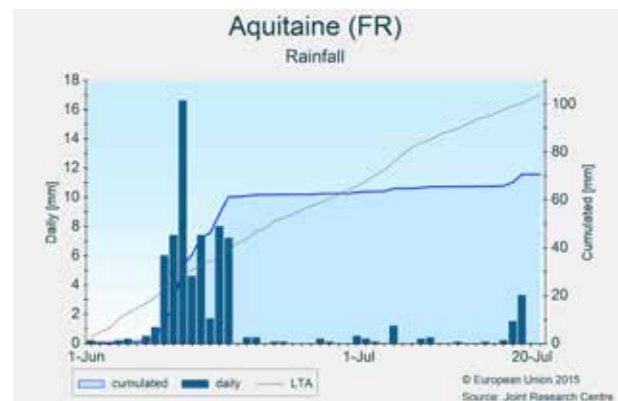 Aquitaine (FR)
Rainfall
18
16
14
12
10
8
6
4
2
0
Daily [mm]
100
80
60
40
20
0
Cumulated [mm]
1-Jun
1-Jul
20-Jul
cumulated
daily
LTA
© European Union 2015
Source: Joint Research Centre